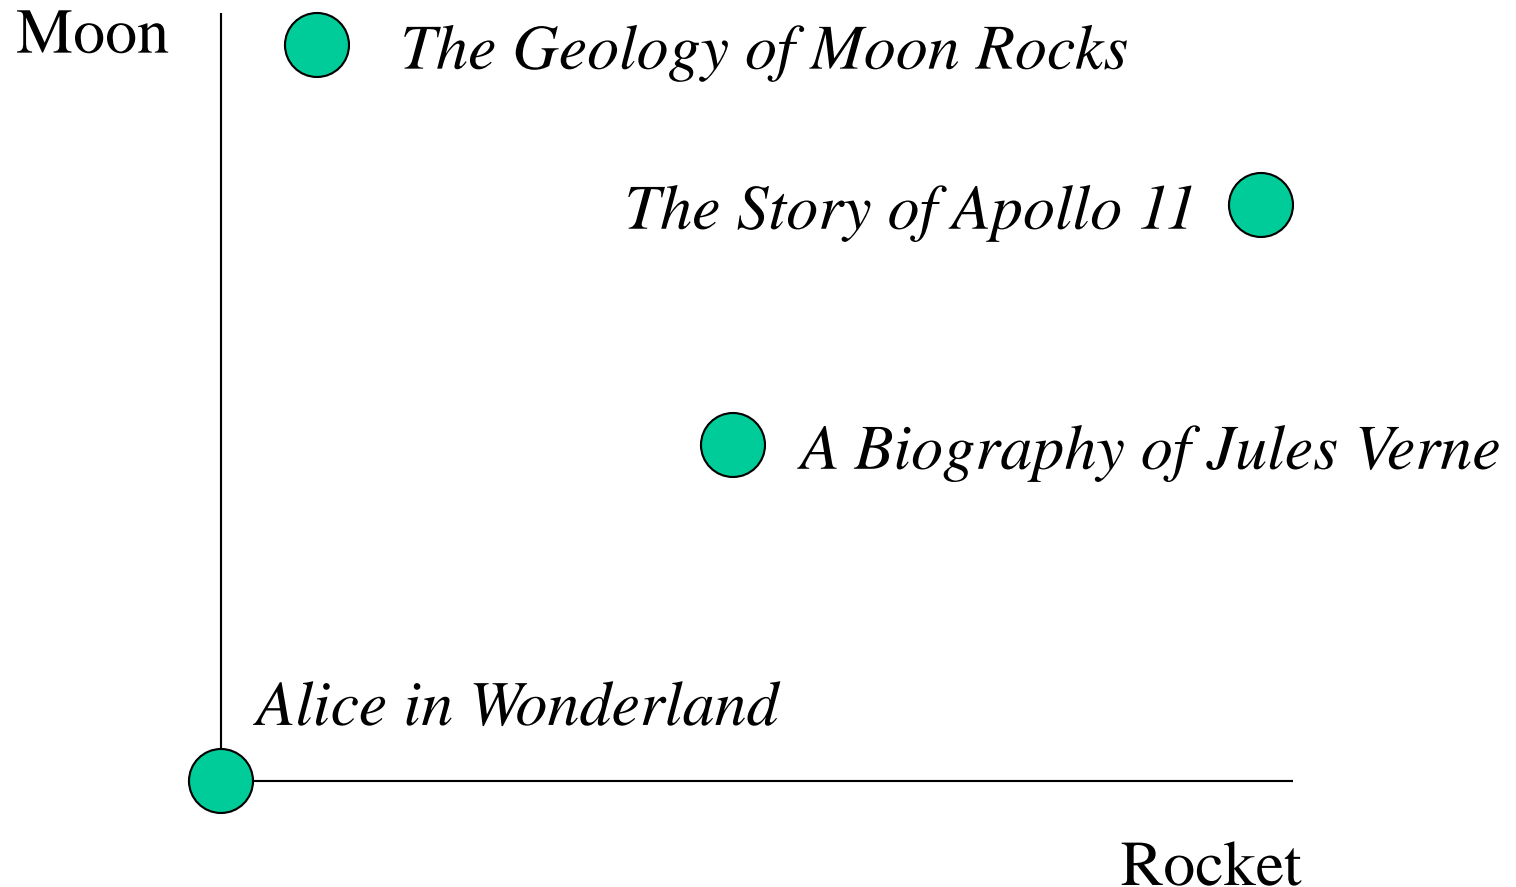 Moon
The Geology of Moon Rocks
The Story of Apollo 11
A Biography of Jules Verne
Alice in Wonderland
Rocket